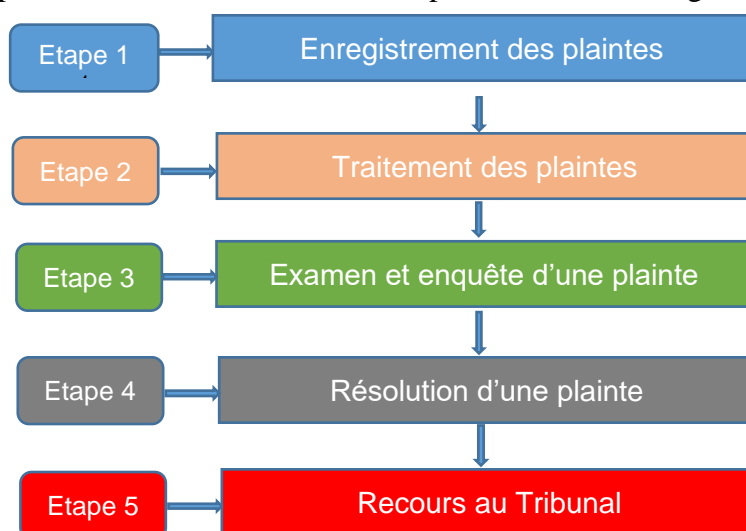 Etape 1
Enregistrement des plaintes
Etape 2
Traitement des plaintes
Etape 3
Examen et enquête d’une plainte
Etape 4
Résolution d’une plainte
Etape 5
Recours au Tribunal